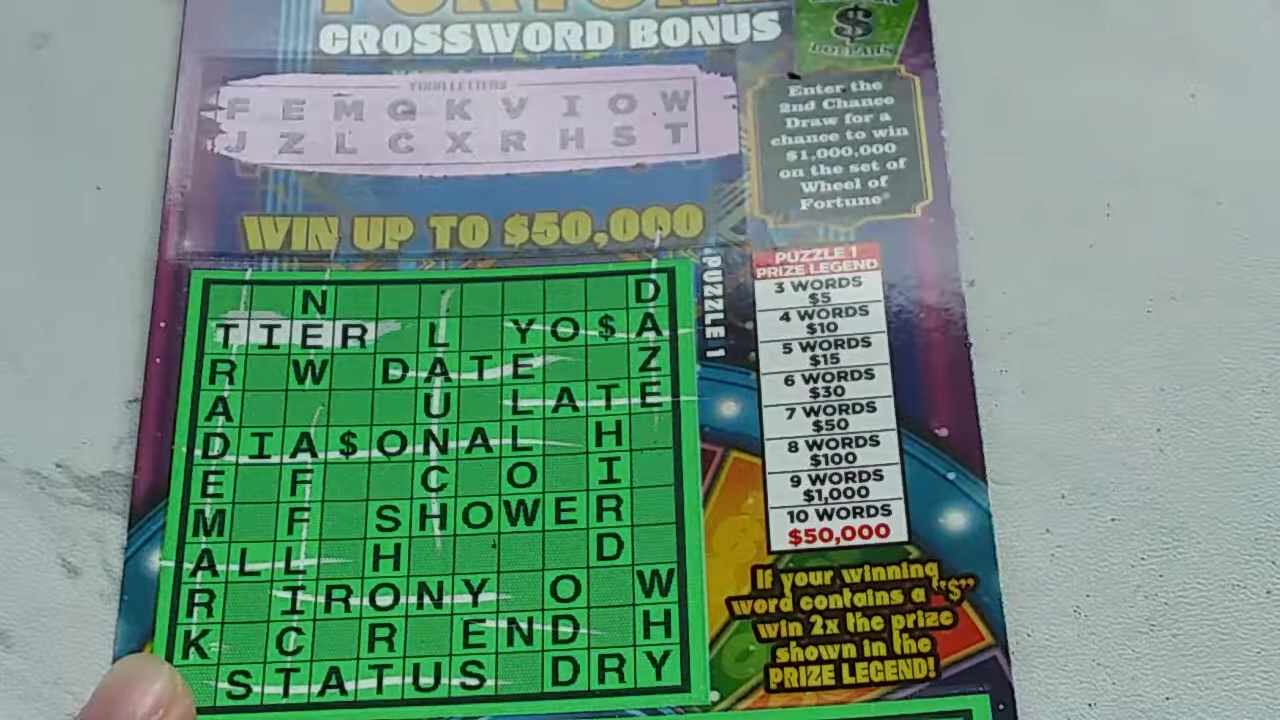 CROSSWORD BONUS
$
DOLLARS
YOUR LETTERS
F E M G K V I O W
J Z L C X R H S T
Enter the
2nd Chance
Draw for a
chance to win
$1,000,000
on the set of
Wheel of
Fortune®
WIN UP TO $50,000
PUZZLE 1
PUZZLE 1
PRIZE LEGEND
3 WORDS
$5
4 WORDS
$10
5 WORDS
$15
6 WORDS
$30
7 WORDS
$50
8 WORDS
$100
9 WORDS
$1,000
10 WORDS
$50,000
N D
TIER L YO$A
R W DATE Z
A U LATE
DIA$ONAL H
E F C O I
M F SHOWER
ALL H D
R IRONY O W
K C R END H
STATUS DRY
If your winning
word contains a "$"
win 2x the prize
shown in the
PRIZE LEGEND!